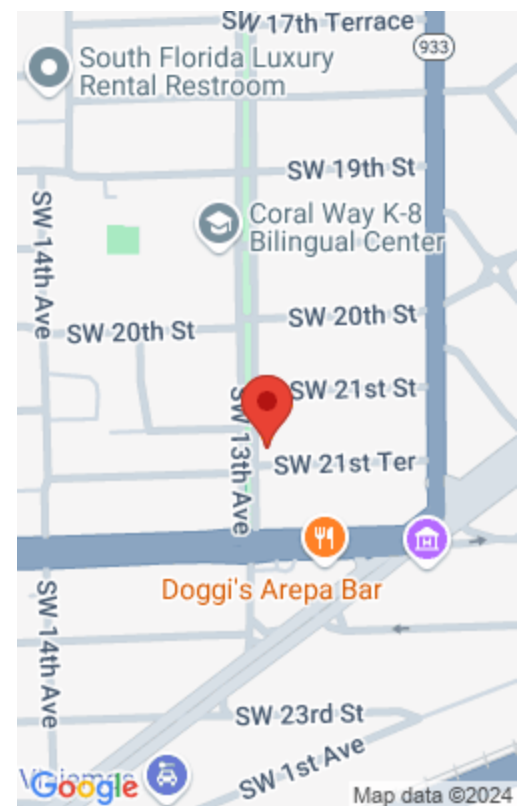 SW 17th Terrace
933
South Florida Luxury
Rental Restroom
SW 19th St
SW 14th Ave
Coral Way K-8
Bilingual Center
SW 20th St
SW 20th St
SW 21st St
SW 13th Ave
SW 21st Ter
Doggi's Arepa Bar
SW 14th Ave
SW 23rd St
SW 1st Ave
Google
Map data ©2024